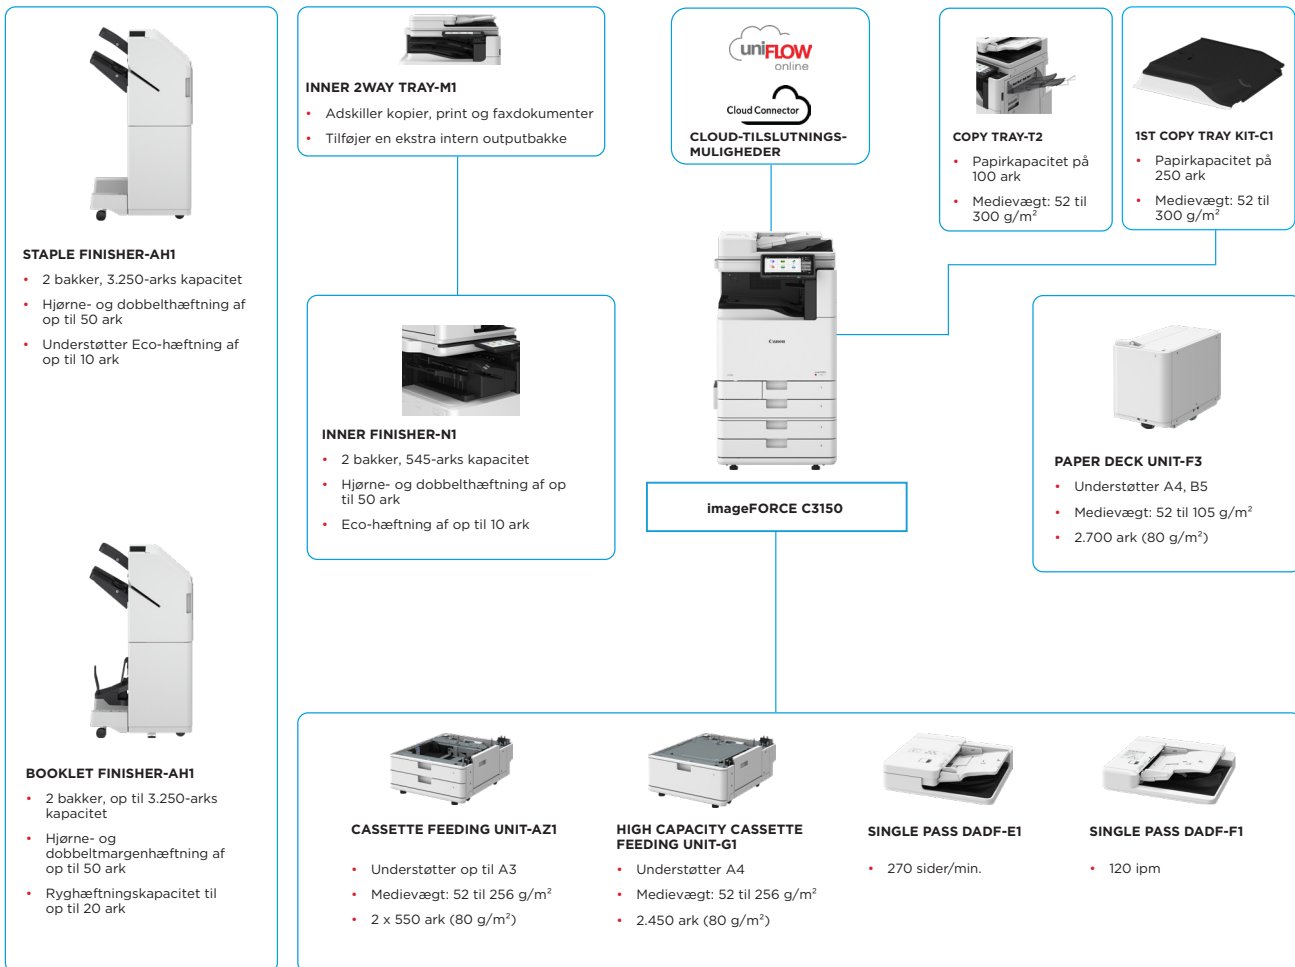 STAPLE FINISHER-AH1
• 2 bakker, 3.250-arks kapacitet
• Hjørne- og dobbelthæftning af
op til 50 ark
• Understøtter Eco-hæftning af
op til 10 ark
BOOKLET FINISHER-AH1
• 2 bakker, op til 3.250-arks
kapacitet
• Hjørne- og
dobbeltmargenhæftning af
op til 50 ark
• Ryghæftningskapacitet til
op til 20 ark
INNER 2WAY TRAY-M1
• Adskiller kopier, print og faxdokumenter
• Tilføjer en ekstra intern outputbakke
INNER FINISHER-N1
• 2 bakker, 545-arks kapacitet
• Hjørne- og dobbelthæftning af op
til 50 ark
• Eco-hæftning af op til 10 ark
uniFLOW
online
Cloud Connector
CLOUD-TILSLUTNINGS-
MULIGHEDER
Canon
imageFORCE C3150
COPY TRAY-T2
• Papirkapacitet på
100 ark
• Medievægt: 52 til
300 g/m²
1ST COPY TRAY KIT-C1
• Papirkapacitet på
250 ark
• Medievægt: 52 til
300 g/m²
PAPER DECK UNIT-F3
• Understøtter A4, B5
• Medievægt: 52 til 105 g/m²
• 2.700 ark (80 g/m²)
CASSETTE FEEDING UNIT-AZ1
• Understøtter op til A3
• Medievægt: 52 til 256 g/m²
• 2 x 550 ark (80 g/m²)
HIGH CAPACITY CASSETTE
FEEDING UNIT-G1
• Understøtter A4
• Medievægt: 52 til 256 g/m²
• 2.450 ark (80 g/m²)
SINGLE PASS DADF-E1
• 270 sider/min.
SINGLE PASS DADF-F1
• 120 ipm